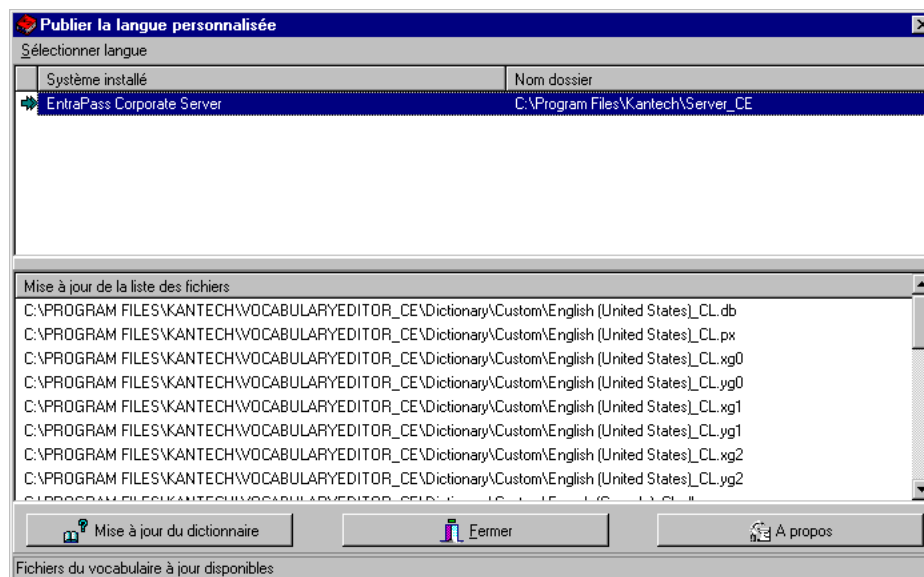 Publier la langue personnalisée
Sélectionner langue
Système installé Nom dossier
EntraPass Corporate Server C:\Program Files\Kantech\Server_CE
Mise à jour de la liste des fichiers
C:\PROGRAM FILES\KANTECH\VOCABULARYEDITOR_CE\Dictionary\Custom\English (United States)_CL.db
C:\PROGRAM FILES\KANTECH\VOCABULARYEDITOR_CE\Dictionary\Custom\English (United States)_CL.px
C:\PROGRAM FILES\KANTECH\VOCABULARYEDITOR_CE\Dictionary\Custom\English (United States)_CL.xg0
C:\PROGRAM FILES\KANTECH\VOCABULARYEDITOR_CE\Dictionary\Custom\English (United States)_CL.yg0
C:\PROGRAM FILES\KANTECH\VOCABULARYEDITOR_CE\Dictionary\Custom\English (United States)_CL.xg1
C:\PROGRAM FILES\KANTECH\VOCABULARYEDITOR_CE\Dictionary\Custom\English (United States)_CL.yg1
C:\PROGRAM FILES\KANTECH\VOCABULARYEDITOR_CE\Dictionary\Custom\English (United States)_CL.xg2
C:\PROGRAM FILES\KANTECH\VOCABULARYEDITOR_CE\Dictionary\Custom\English (United States)_CL.yg2
Mise à jour du dictionnaire Fermer A propos
Fichiers du vocabulaire à jour disponibles